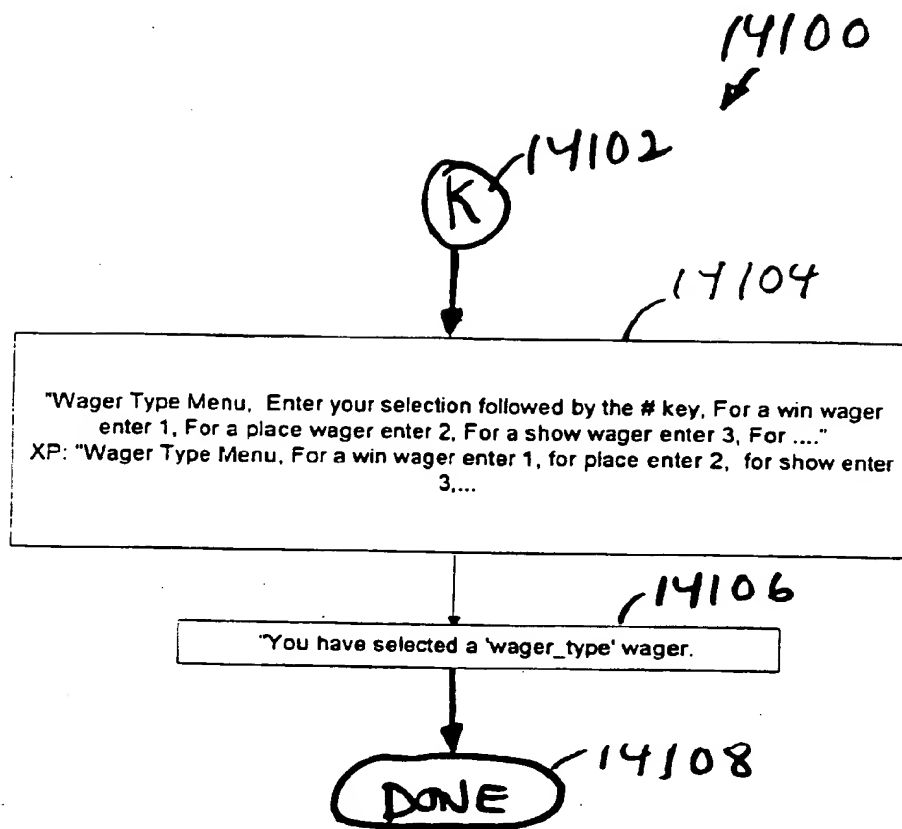 14100
14102
K
14104
"Wager Type Menu, Enter your selection followed by the # key, For a win wager
enter 1, For a place wager enter 2, For a show wager enter 3, For ...."
XP: "Wager Type Menu, For a win wager enter 1, for place enter 2, for show enter
3,...
14106
"You have selected a 'wager_type' wager.
14108
DONE